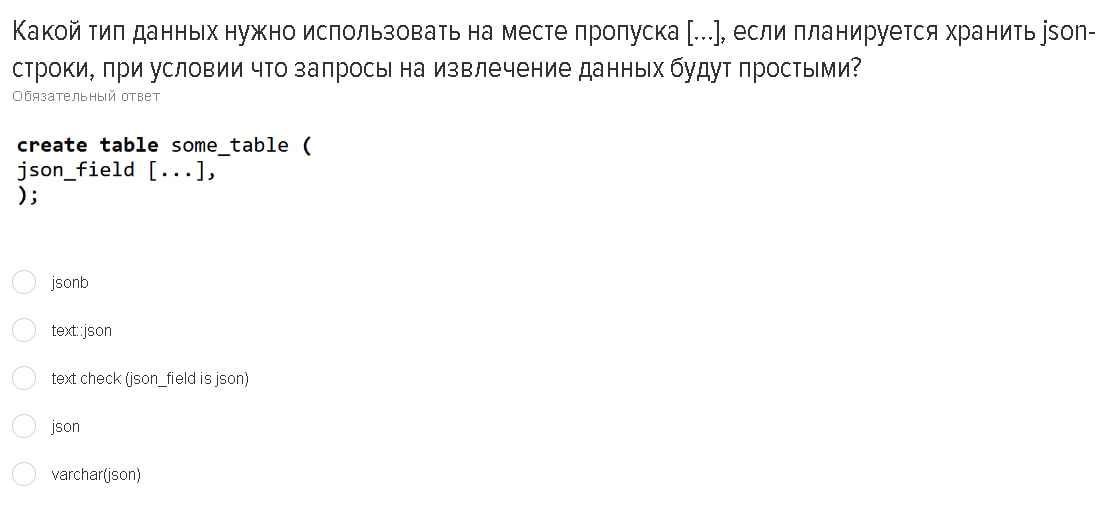 Какой тип данных нужно использовать на месте пропуска [...], если планируется хранить json-
строки, при условии что запросы на извлечение данных будут простыми?
Обязательный ответ
create table some_table (
json_field [...],
);
jsonb
text::json
text check (json_field is json)
json
varchar(json)